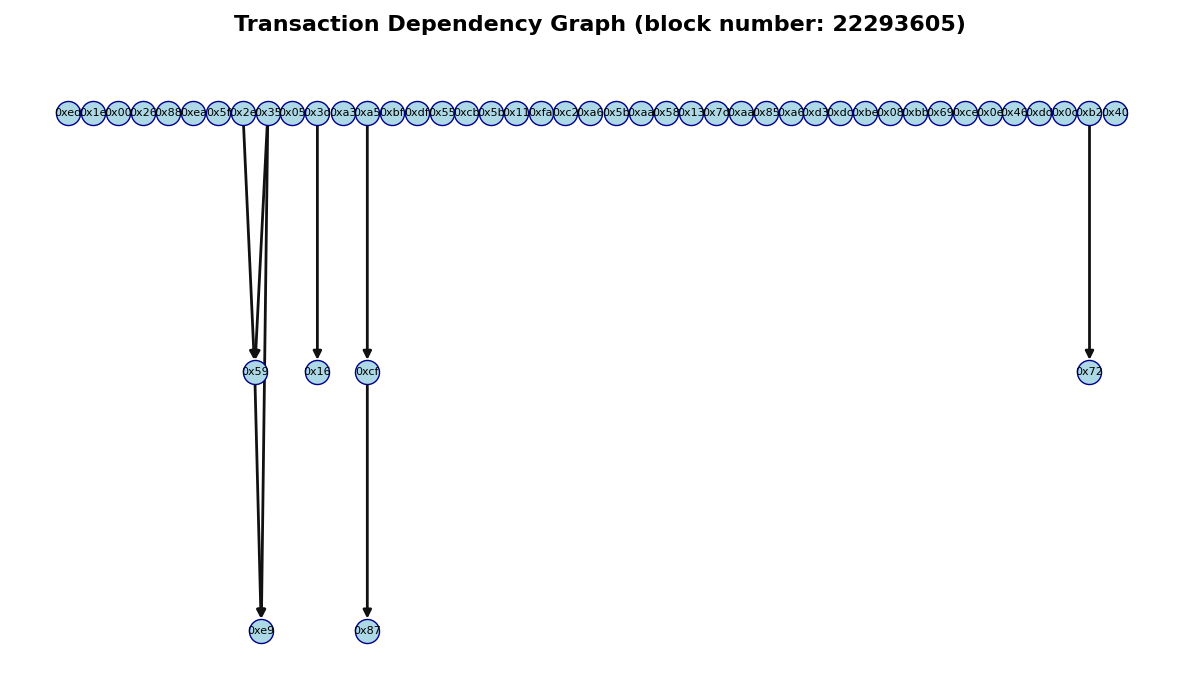 Transaction Dependency Graph (block number: 22293605)
0xed 0x1e 0x00 0x26 0x88 0xea 0x5f 0x2e 0x35 0x05 0x3c 0xa3 0xa5 0xbf 0xdf 0x55 0xcb 0x5b 0x11 0xfa 0xc2 0xa6 0x5b 0xaa 0x58 0x13 0x7c 0xaa 0x85 0xa6 0xd3 0xdc 0xbe 0x08 0xbb 0x69 0xce 0x0e 0x46 0xdd 0x0c 0xb2 0x40
0x59 0x16 0xcf 0x72
0xe9 0x87